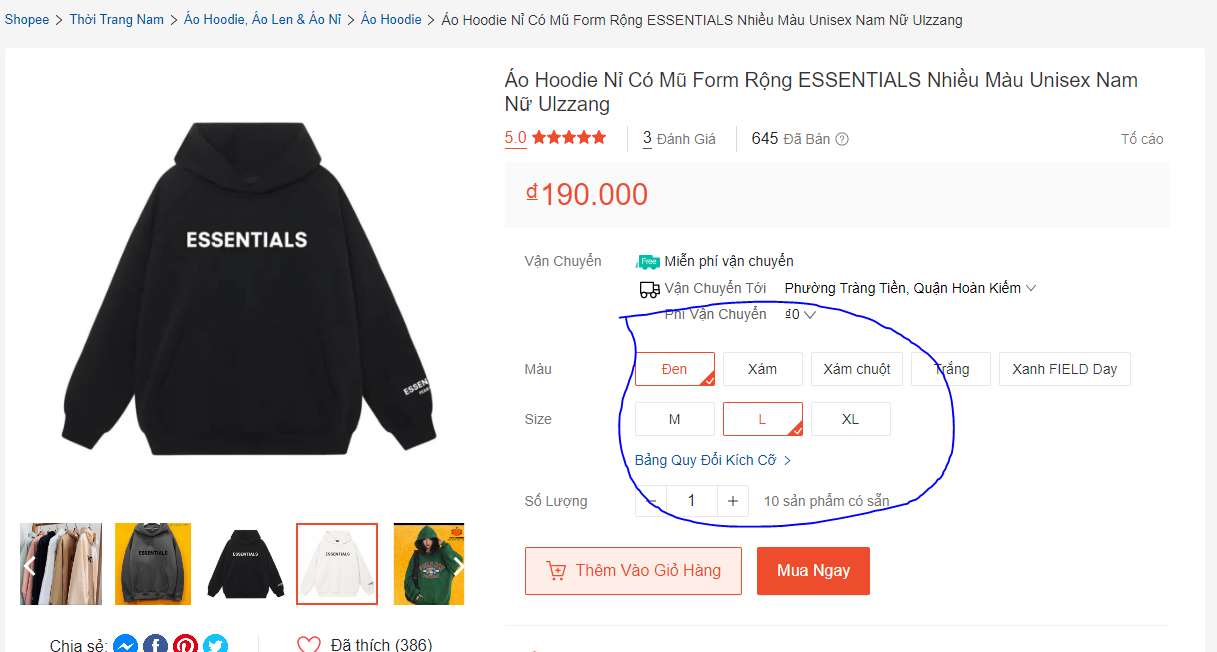 Shopee > Thời Trang Nam > Áo Hoodie, Áo Len & Áo Nỉ > Áo Hoodie > Áo Hoodie Nỉ Có Mũ Form Rộng ESSENTIALS Nhiều Màu Unisex Nam Nữ Ulzzang
Áo Hoodie Nỉ Có Mũ Form Rộng ESSENTIALS Nhiều Màu Unisex Nam
Nữ Ulzzang
5.0 3 Đánh Giá 645 Đã Bán Tố cáo
₫190.000
Vận Chuyển Free Miễn phí vận chuyển
Vận Chuyển Tới Phường Tràng Tiền, Quận Hoàn Kiếm
Phí Vận Chuyển ₫0
Màu Đen Xám Xám chuột Trắng Xanh FIELD Day
Size M L XL
Bảng Quy Đổi Kích Cỡ >
Số Lượng - 1 + 10 sản phẩm có sẵn
Thêm Vào Giỏ Hàng Mua Ngay
ESSENTIALS
ESSEN
ESSENTIALS
ESSENTIALS
ESSENTIALS
Chia sẻ: Đã thích (386)